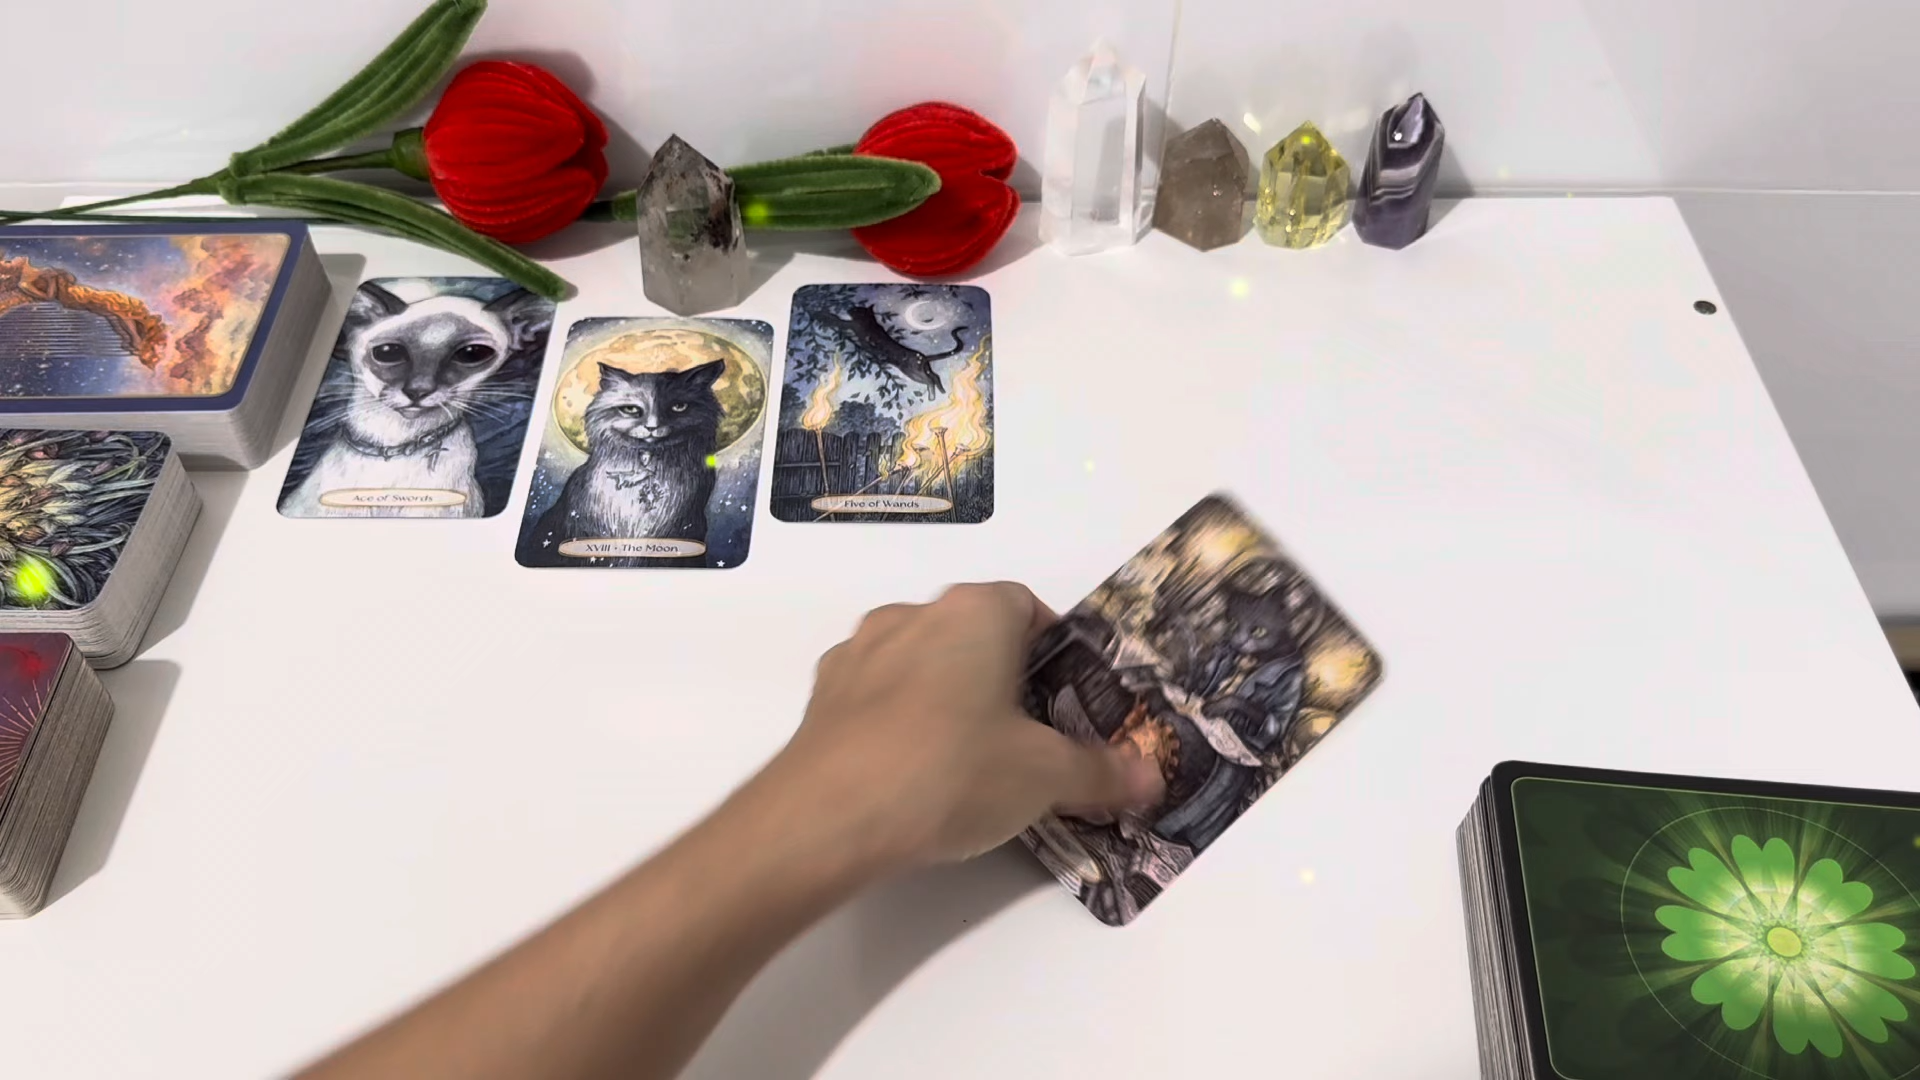 Ace of Swords
XVIII • The Moon
Five of Wands